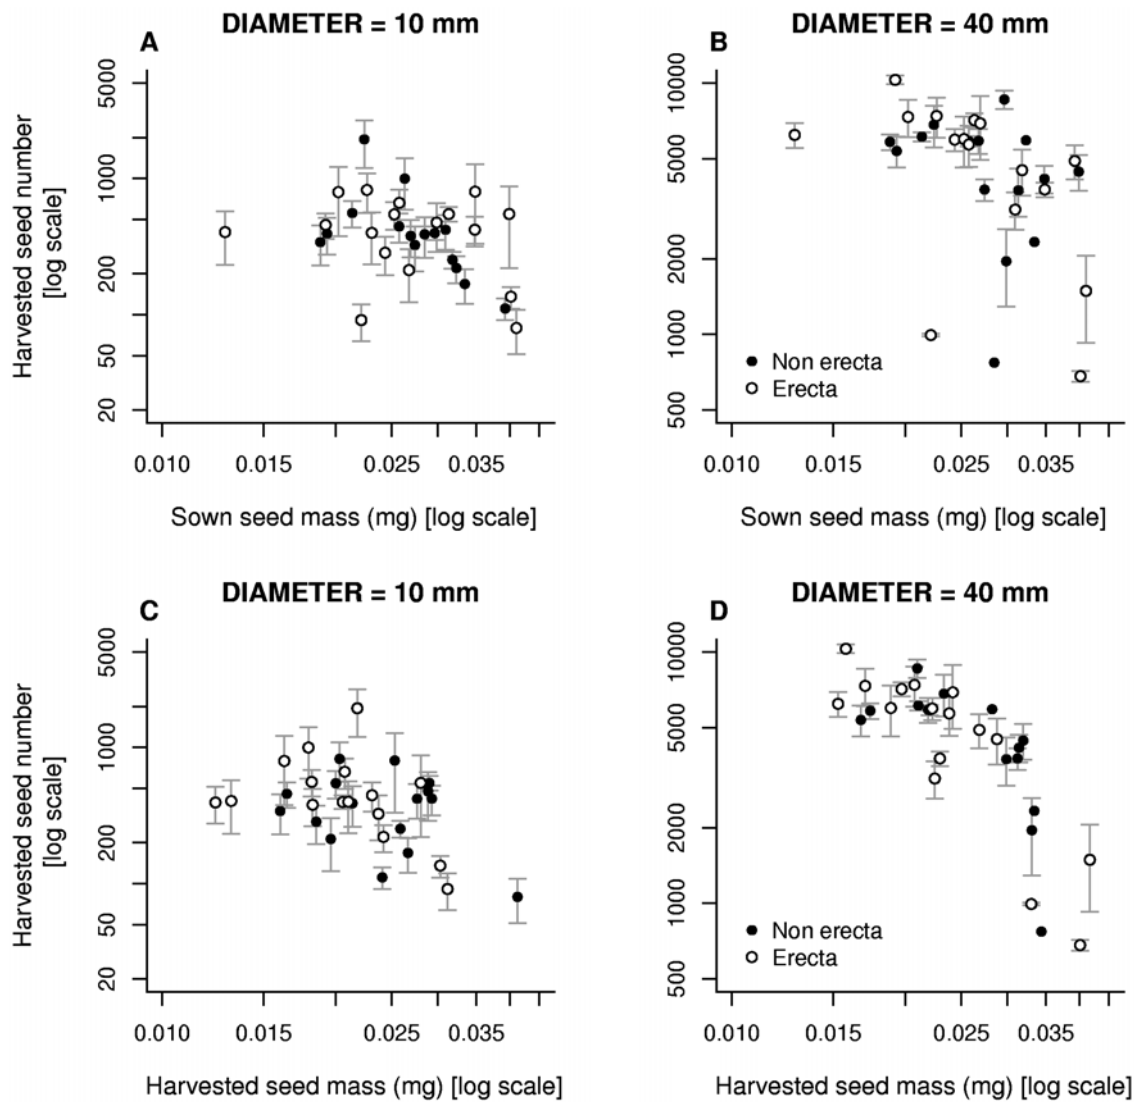 A
DIAMETER = 10 mm
Harvested seed number
[log scale]
5000
1000
200
50
20
0.010 0.015 0.025 0.035
Sown seed mass (mg) [log scale]
B
DIAMETER = 40 mm
10000
5000
2000
1000
500
Non erecta
Erecta
0.010 0.015 0.025 0.035
Sown seed mass (mg) [log scale]
C
DIAMETER = 10 mm
Harvested seed number
[log scale]
5000
1000
200
50
20
0.010 0.015 0.025 0.035
Harvested seed mass (mg) [log scale]
D
DIAMETER = 40 mm
10000
5000
2000
1000
500
Non erecta
Erecta
0.010 0.015 0.025 0.035
Harvested seed mass (mg) [log scale]